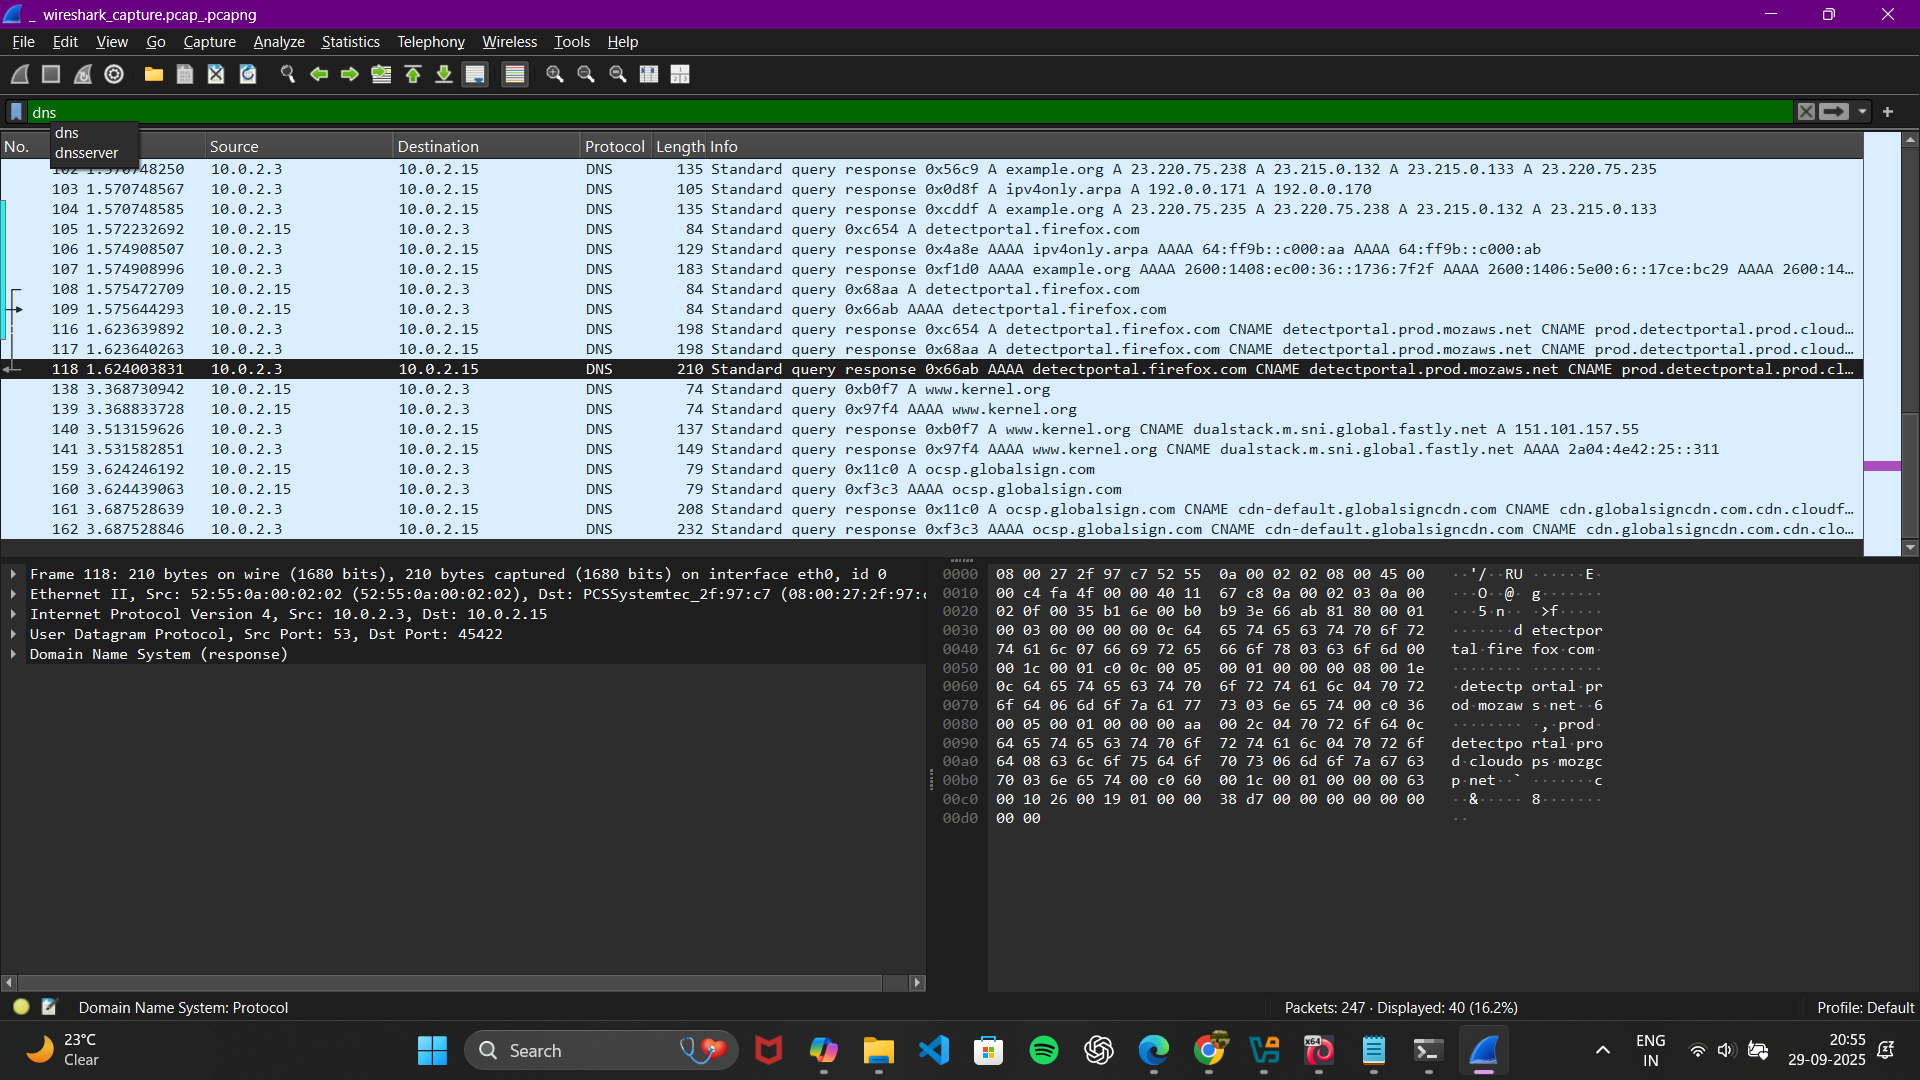 _ wireshark_capture.pcap_.pcapng
File Edit View Go Capture Analyze Statistics Telephony Wireless Tools Help
dns
dns
dnsserver
No. Source Destination Protocol Length Info
102 1.570748250 10.0.2.3 10.0.2.15 DNS 135 Standard query response 0x56c9 A example.org A 23.220.75.238 A 23.215.0.132 A 23.215.0.133 A 23.220.75.235
103 1.570748567 10.0.2.3 10.0.2.15 DNS 105 Standard query response 0x0d8f A ipv4only.arpa A 192.0.0.171 A 192.0.0.170
104 1.570748585 10.0.2.3 10.0.2.15 DNS 135 Standard query response 0xcddf A example.org A 23.220.75.235 A 23.220.75.238 A 23.215.0.132 A 23.215.0.133
105 1.572232692 10.0.2.15 10.0.2.3 DNS 84 Standard query 0xc654 A detectportal.firefox.com
106 1.574908507 10.0.2.3 10.0.2.15 DNS 129 Standard query response 0x4a8e AAAA ipv4only.arpa AAAA 64:ff9b::c000:aa AAAA 64:ff9b::c000:ab
107 1.574908996 10.0.2.3 10.0.2.15 DNS 183 Standard query response 0xf1d0 AAAA example.org AAAA 2600:1408:ec00:36::1736:7f2f AAAA 2600:1406:5e00:6::17ce:bc29 AAAA 2600:14…
108 1.575472709 10.0.2.15 10.0.2.3 DNS 84 Standard query 0x68aa A detectportal.firefox.com
109 1.575644293 10.0.2.15 10.0.2.3 DNS 84 Standard query 0x66ab AAAA detectportal.firefox.com
116 1.623639892 10.0.2.3 10.0.2.15 DNS 198 Standard query response 0xc654 A detectportal.firefox.com CNAME detectportal.prod.mozaws.net CNAME prod.detectportal.prod.cloud…
117 1.623640263 10.0.2.3 10.0.2.15 DNS 198 Standard query response 0x68aa A detectportal.firefox.com CNAME detectportal.prod.mozaws.net CNAME prod.detectportal.prod.cloud…
118 1.624003831 10.0.2.3 10.0.2.15 DNS 210 Standard query response 0x66ab AAAA detectportal.firefox.com CNAME detectportal.prod.mozaws.net CNAME prod.detectportal.prod.cl…
138 3.368730942 10.0.2.15 10.0.2.3 DNS 74 Standard query 0xb0f7 A www.kernel.org
139 3.368833728 10.0.2.15 10.0.2.3 DNS 74 Standard query 0x97f4 AAAA www.kernel.org
140 3.513159626 10.0.2.3 10.0.2.15 DNS 137 Standard query response 0xb0f7 A www.kernel.org CNAME dualstack.m.sni.global.fastly.net A 151.101.157.55
141 3.531582851 10.0.2.3 10.0.2.15 DNS 149 Standard query response 0x97f4 AAAA www.kernel.org CNAME dualstack.m.sni.global.fastly.net AAAA 2a04:4e42:25::311
159 3.624246192 10.0.2.15 10.0.2.3 DNS 79 Standard query 0x11c0 A ocsp.globalsign.com
160 3.624439063 10.0.2.15 10.0.2.3 DNS 79 Standard query 0xf3c3 AAAA ocsp.globalsign.com
161 3.687528639 10.0.2.3 10.0.2.15 DNS 208 Standard query response 0x11c0 A ocsp.globalsign.com CNAME cdn-default.globalsigncdn.com CNAME cdn.globalsigncdn.com.cdn.cloudf…
162 3.687528846 10.0.2.3 10.0.2.15 DNS 232 Standard query response 0xf3c3 AAAA ocsp.globalsign.com CNAME cdn-default.globalsigncdn.com CNAME cdn.globalsigncdn.com.cdn.clo…
Frame 118: 210 bytes on wire (1680 bits), 210 bytes captured (1680 bits) on interface eth0, id 0
Ethernet II, Src: 52:55:0a:00:02:02 (52:55:0a:00:02:02), Dst: PCSSystemtec_2f:97:c7 (08:00:27:2f:97:
Internet Protocol Version 4, Src: 10.0.2.3, Dst: 10.0.2.15
User Datagram Protocol, Src Port: 53, Dst Port: 45422
Domain Name System (response)
0000 08 00 27 2f 97 c7 52 55 0a 00 02 02 08 00 45 00 ··'/··RU ······E·
0010 00 c4 fa 4f 00 00 40 11 67 c8 0a 00 02 03 0a 00 ···O··@· g·······
0020 02 0f 00 35 b1 6e 00 b0 b9 3e 66 ab 81 80 00 01 ···5·n·· ·>f·····
0030 00 03 00 00 00 00 0c 64 65 74 65 63 74 70 6f 72 ·······d etectpor
0040 74 61 6c 07 66 69 72 65 66 6f 78 03 63 6f 6d 00 tal·fire fox·com·
0050 00 1c 00 01 c0 0c 00 05 00 01 00 00 00 08 00 1e ········ ········
0060 0c 64 65 74 65 63 74 70 6f 72 74 61 6c 04 70 72 ·detectp ortal·pr
0070 6f 64 06 6d 6f 7a 61 77 73 03 6e 65 74 00 c0 36 od·mozaw s·net··6
0080 00 05 00 01 00 00 00 aa 00 2c 04 70 72 6f 64 0c ········ ·,·prod·
0090 64 65 74 65 63 74 70 6f 72 74 61 6c 04 70 72 6f detectpo rtal·pro
00a0 64 08 63 6c 6f 75 64 6f 70 73 06 6d 6f 7a 67 63 d·cloudo ps·mozgc
00b0 70 03 6e 65 74 00 c0 60 00 1c 00 01 00 00 00 63 p·net··` ·······c
00c0 00 10 26 00 19 01 00 00 38 d7 00 00 00 00 00 00 ··&····· 8·······
00d0 00 00 ··
Domain Name System: Protocol
Packets: 247 · Displayed: 40 (16.2%)
Profile: Default
23°C
Clear
Search
x64
ENG
IN
20:55
29-09-2025